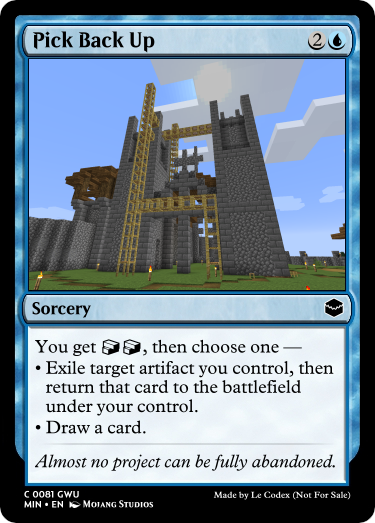 Pick Back Up 2
Sorcery
You get , then choose one —
• Exile target artifact you control, then
return that card to the battlefield
under your control.
• Draw a card.
Almost no project can be fully abandoned.
C 0081 GWU
MIN • EN Mojang Studios
Made by Le Codex (Not For Sale)